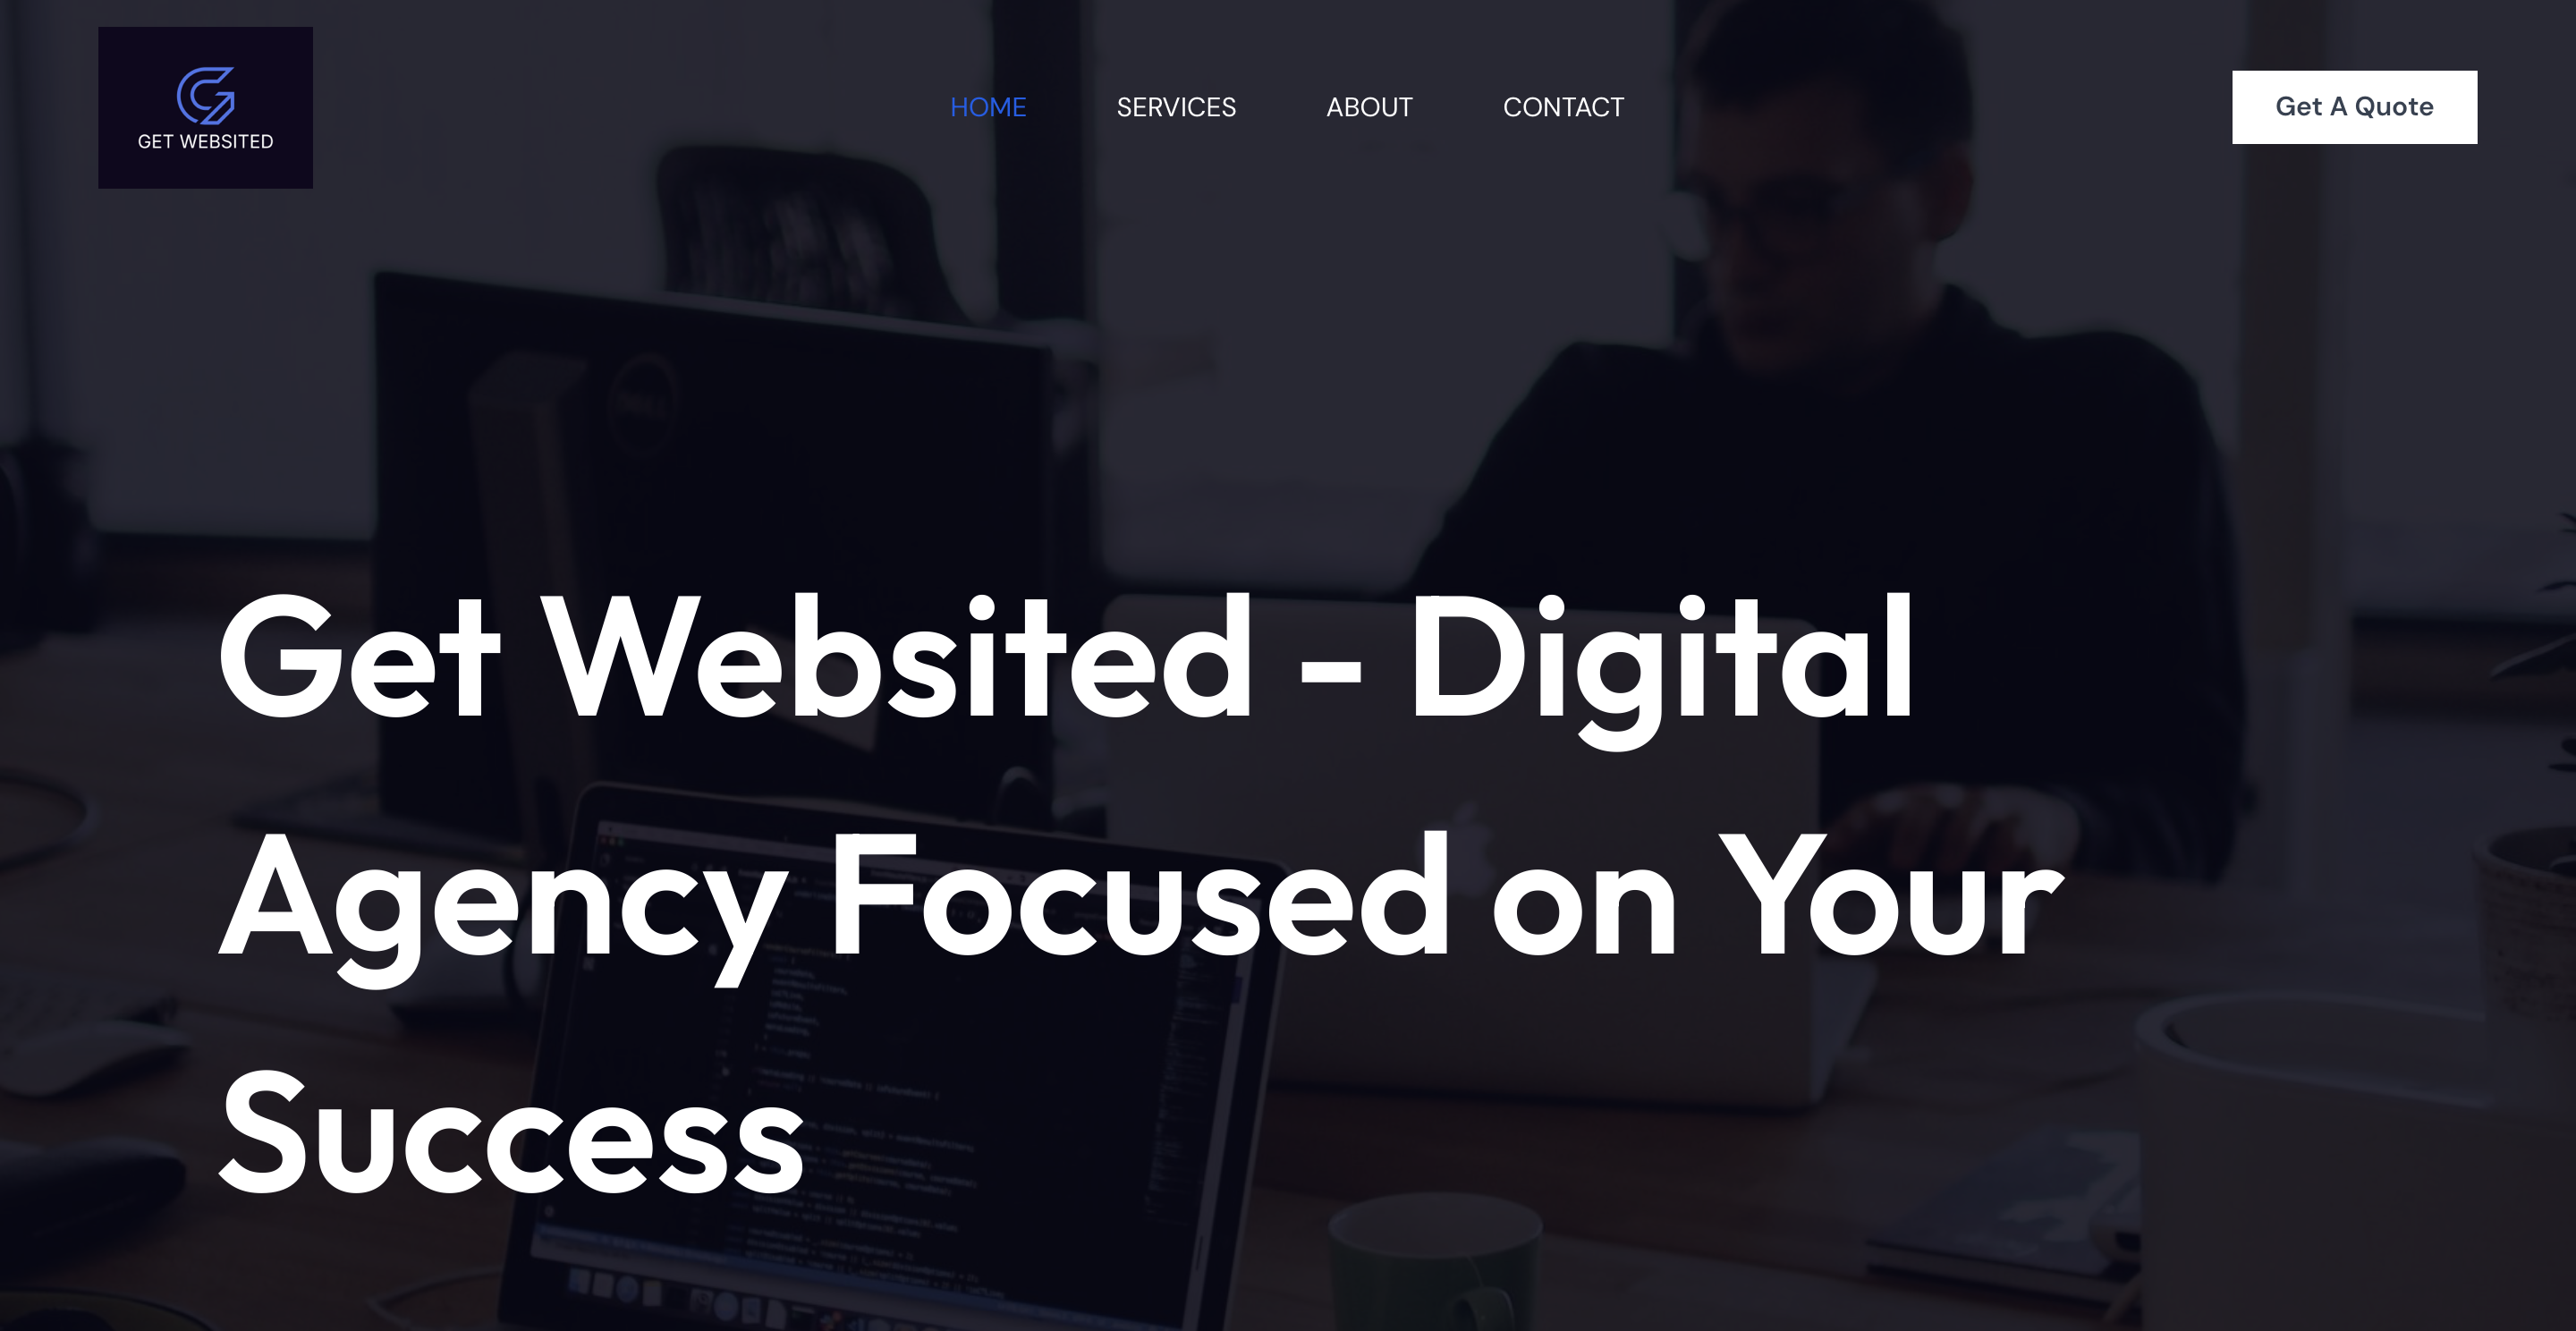 GET WEBSITED
HOME SERVICES ABOUT CONTACT
Get A Quote
Get Websited - Digital
Agency Focused on Your
Success